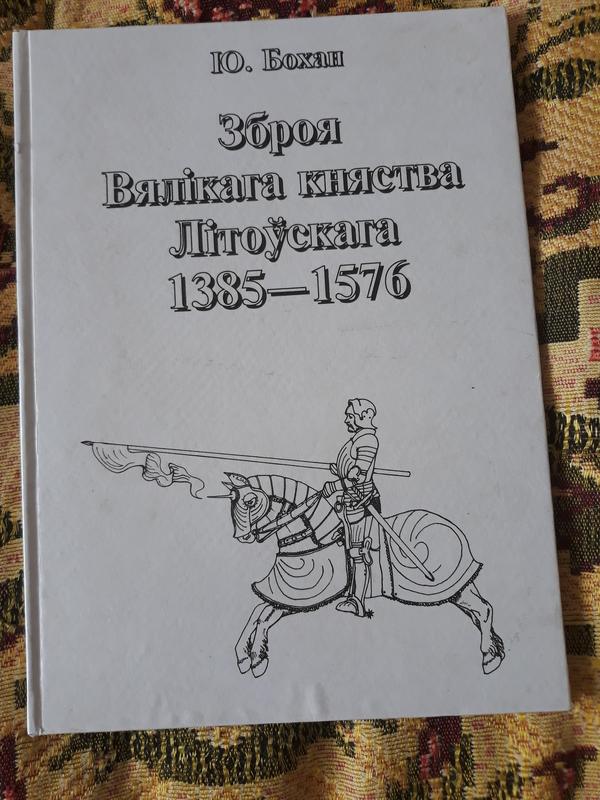 Ю. Бохан
Зброя
Вялікага княства
Літоўскага
1385—1576